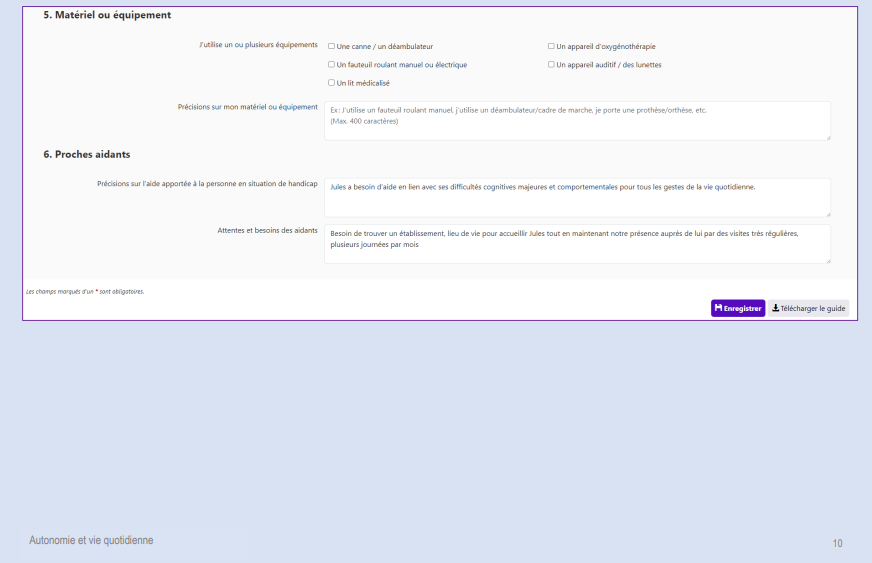 5. Matériel ou équipement
J'utilise un ou plusieurs équipements
Une canne / un déambulateur
Un appareil d'oxygénothérapie
Un fauteuil roulant manuel ou électrique
Un appareil auditif / des lunettes
Un lit médicalisé
Précisions sur mon matériel ou équipement
Ex: J'utilise un fauteuil roulant manuel, j'utilise un déambulateur/cadre de marche, je porte une prothèse/orthèse, etc.
(Max. 400 caractères)
6. Proches aidants
Précisions sur l'aide apportée à la personne en situation de handicap
Jules a besoin d'aide en lien avec ses difficultés cognitives majeures et comportementales pour tous les gestes de la vie quotidienne.
Attentes et besoins des aidants
Besoin de trouver un établissement, lieu de vie pour accueillir Jules tout en maintenant notre présence auprès de lui par des visites très régulières,
plusieurs journées par mois
Les champs marqués d'un * sont obligatoires.
Enregistrer
Télécharger le guide
Autonomie et vie quotidienne
10